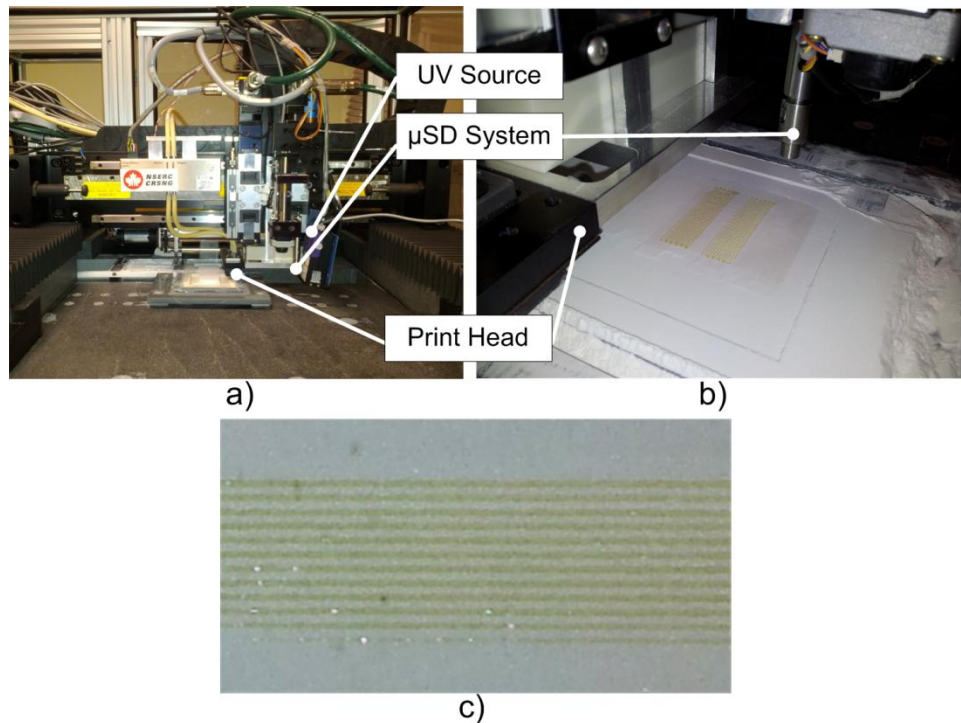 UV Source
µSD System
NSERC
CRSNG
Print Head
a)
b)
c)